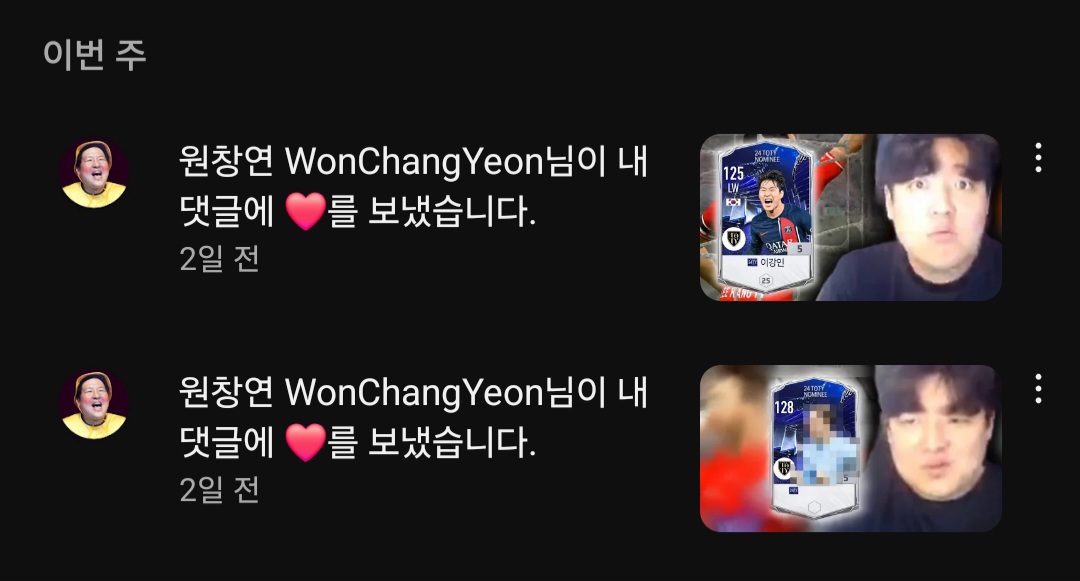 이번 주
원창연 WonChangYeon님이 내
댓글에 ❤️를 보냈습니다.
2일 전
24 TOTY
NOMINEE
125
LW
QATAR
5
24TY 이강인
25
원창연 WonChangYeon님이 내
댓글에 ❤️를 보냈습니다.
2일 전
24 TOTY
NOMINEE
128
5